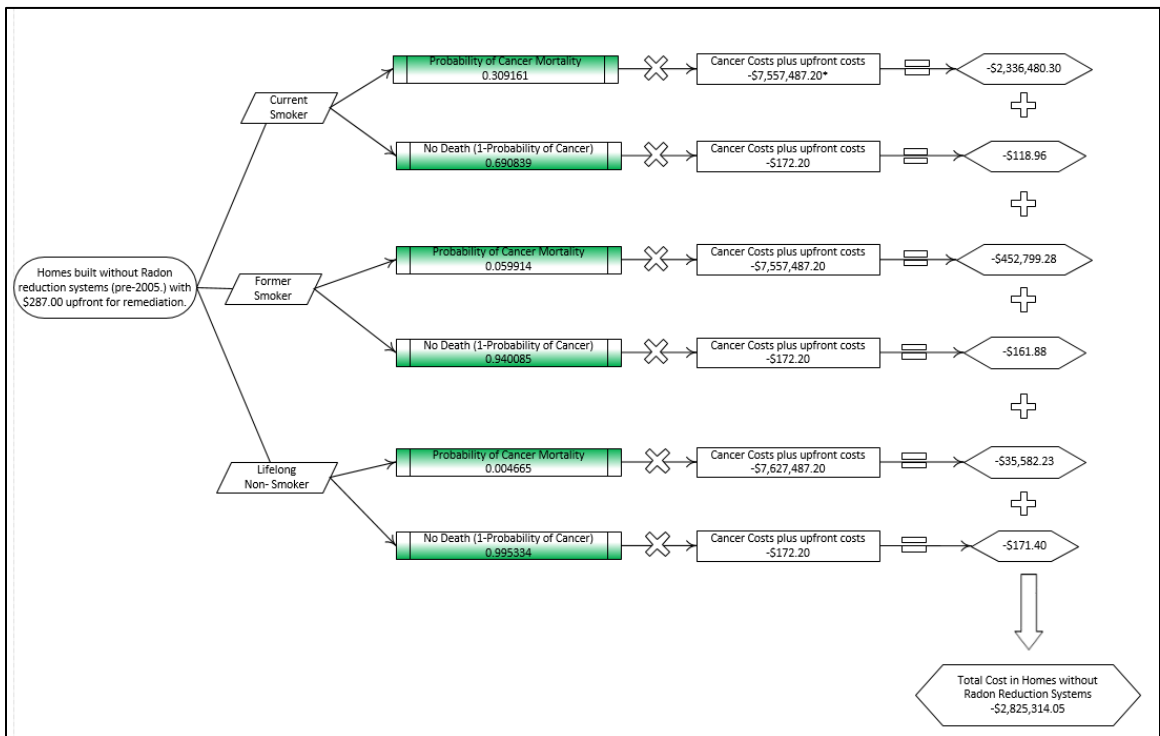 Probability of Cancer Mortality
0.309161
Cancer Costs plus upfront costs
-$7,557,487.20*
-$2,336,480.30
Current
Smoker
No Death (1-Probability of Cancer)
0.690839
Cancer Costs plus upfront costs
-$172.20
-$118.96
Homes built without Radon
reduction systems (pre-2005.) with
$287.00 upfront for remediation.
Former
Smoker
Probability of Cancer Mortality
0.059914
Cancer Costs plus upfront costs
-$7,557,487.20
-$452,799.28
No Death (1-Probability of Cancer)
0.940085
Cancer Costs plus upfront costs
-$172.20
-$161.88
Lifelong
Non- Smoker
Probability of Cancer Mortality
0.004665
Cancer Costs plus upfront costs
-$7,627,487.20
-$35,582.23
No Death (1-Probability of Cancer)
0.995334
Cancer Costs plus upfront costs
-$172.20
-$171.40
Total Cost in Homes without
Radon Reduction Systems
-$2,825,314.05